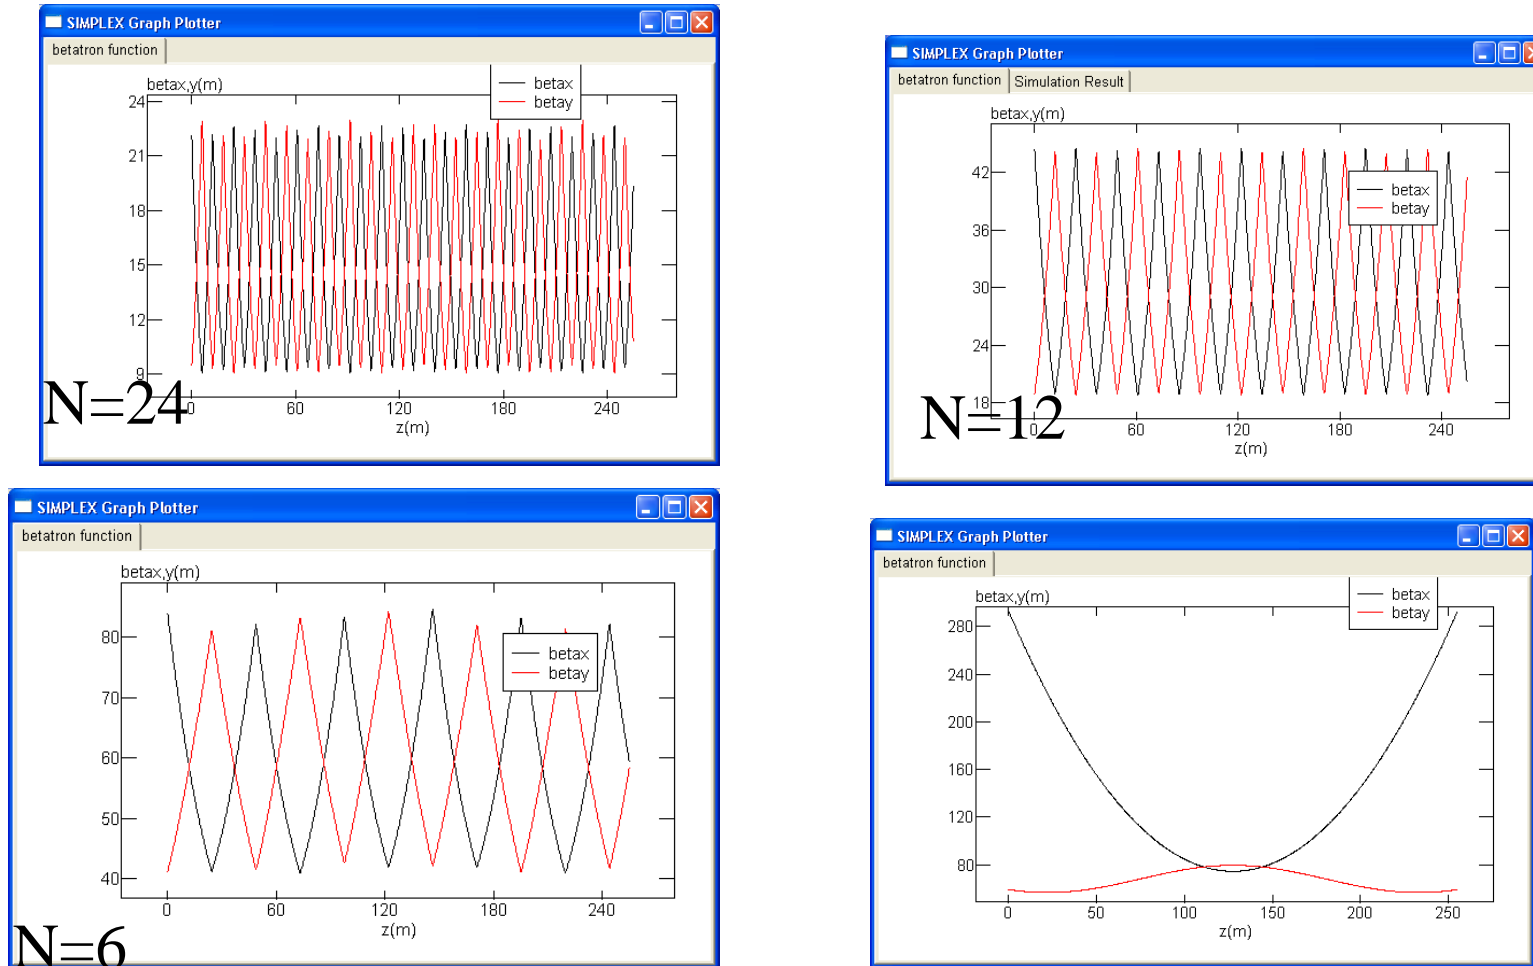 SIMPLEX Graph Plotter
betatron function
betax,y(m)
betax
betay
24
21
18
15
12
9
0 60 120 180 240
z(m)
N=24
SIMPLEX Graph Plotter
betatron function Simulation Result
betax,y(m)
betax
betay
42
36
30
24
18
0 60 120 180 240
z(m)
N=12
SIMPLEX Graph Plotter
betatron function
betax,y(m)
betax
betay
80
70
60
50
40
0 60 120 180 240
z(m)
N=6
SIMPLEX Graph Plotter
betatron function
betax,y(m)
betax
betay
280
240
200
160
120
80
0 50 100 150 200 250
z(m)